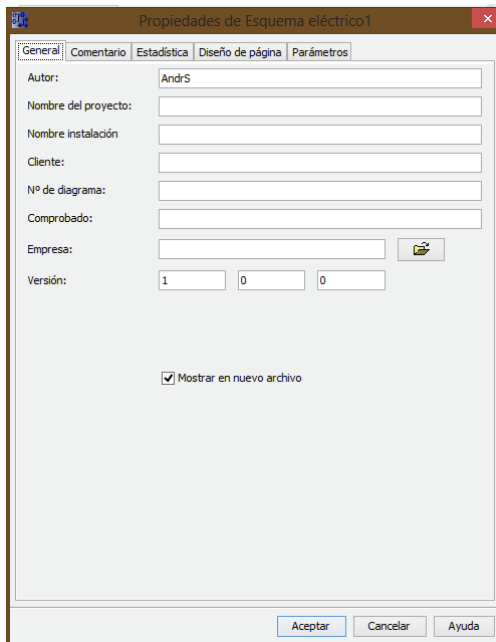 Propiedades de Esquema eléctrico1
General Comentario Estadística Diseño de página Parámetros
Autor: AndrS
Nombre del proyecto:
Nombre instalación
Cliente:
Nº de diagrama:
Comprobado:
Empresa:
Versión: 1 0 0
Mostrar en nuevo archivo
Aceptar Cancelar Ayuda